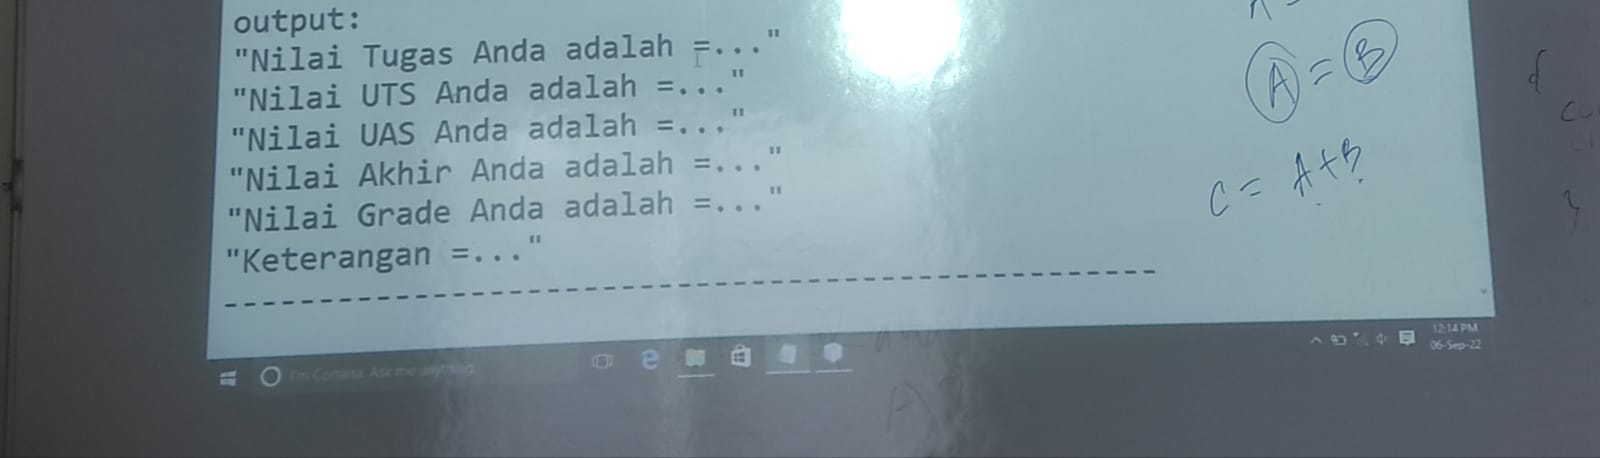 output:
"Nilai Tugas Anda adalah =..."
"Nilai UTS Anda adalah =..."
"Nilai UAS Anda adalah =..."
"Nilai Akhir Anda adalah =..."
"Nilai Grade Anda adalah =..."
"Keterangan =..."
--------------------------------------------------
A = B
C = A+B
I'm Cortana. Ask me anything.
12:14 PM
06-Sep-22